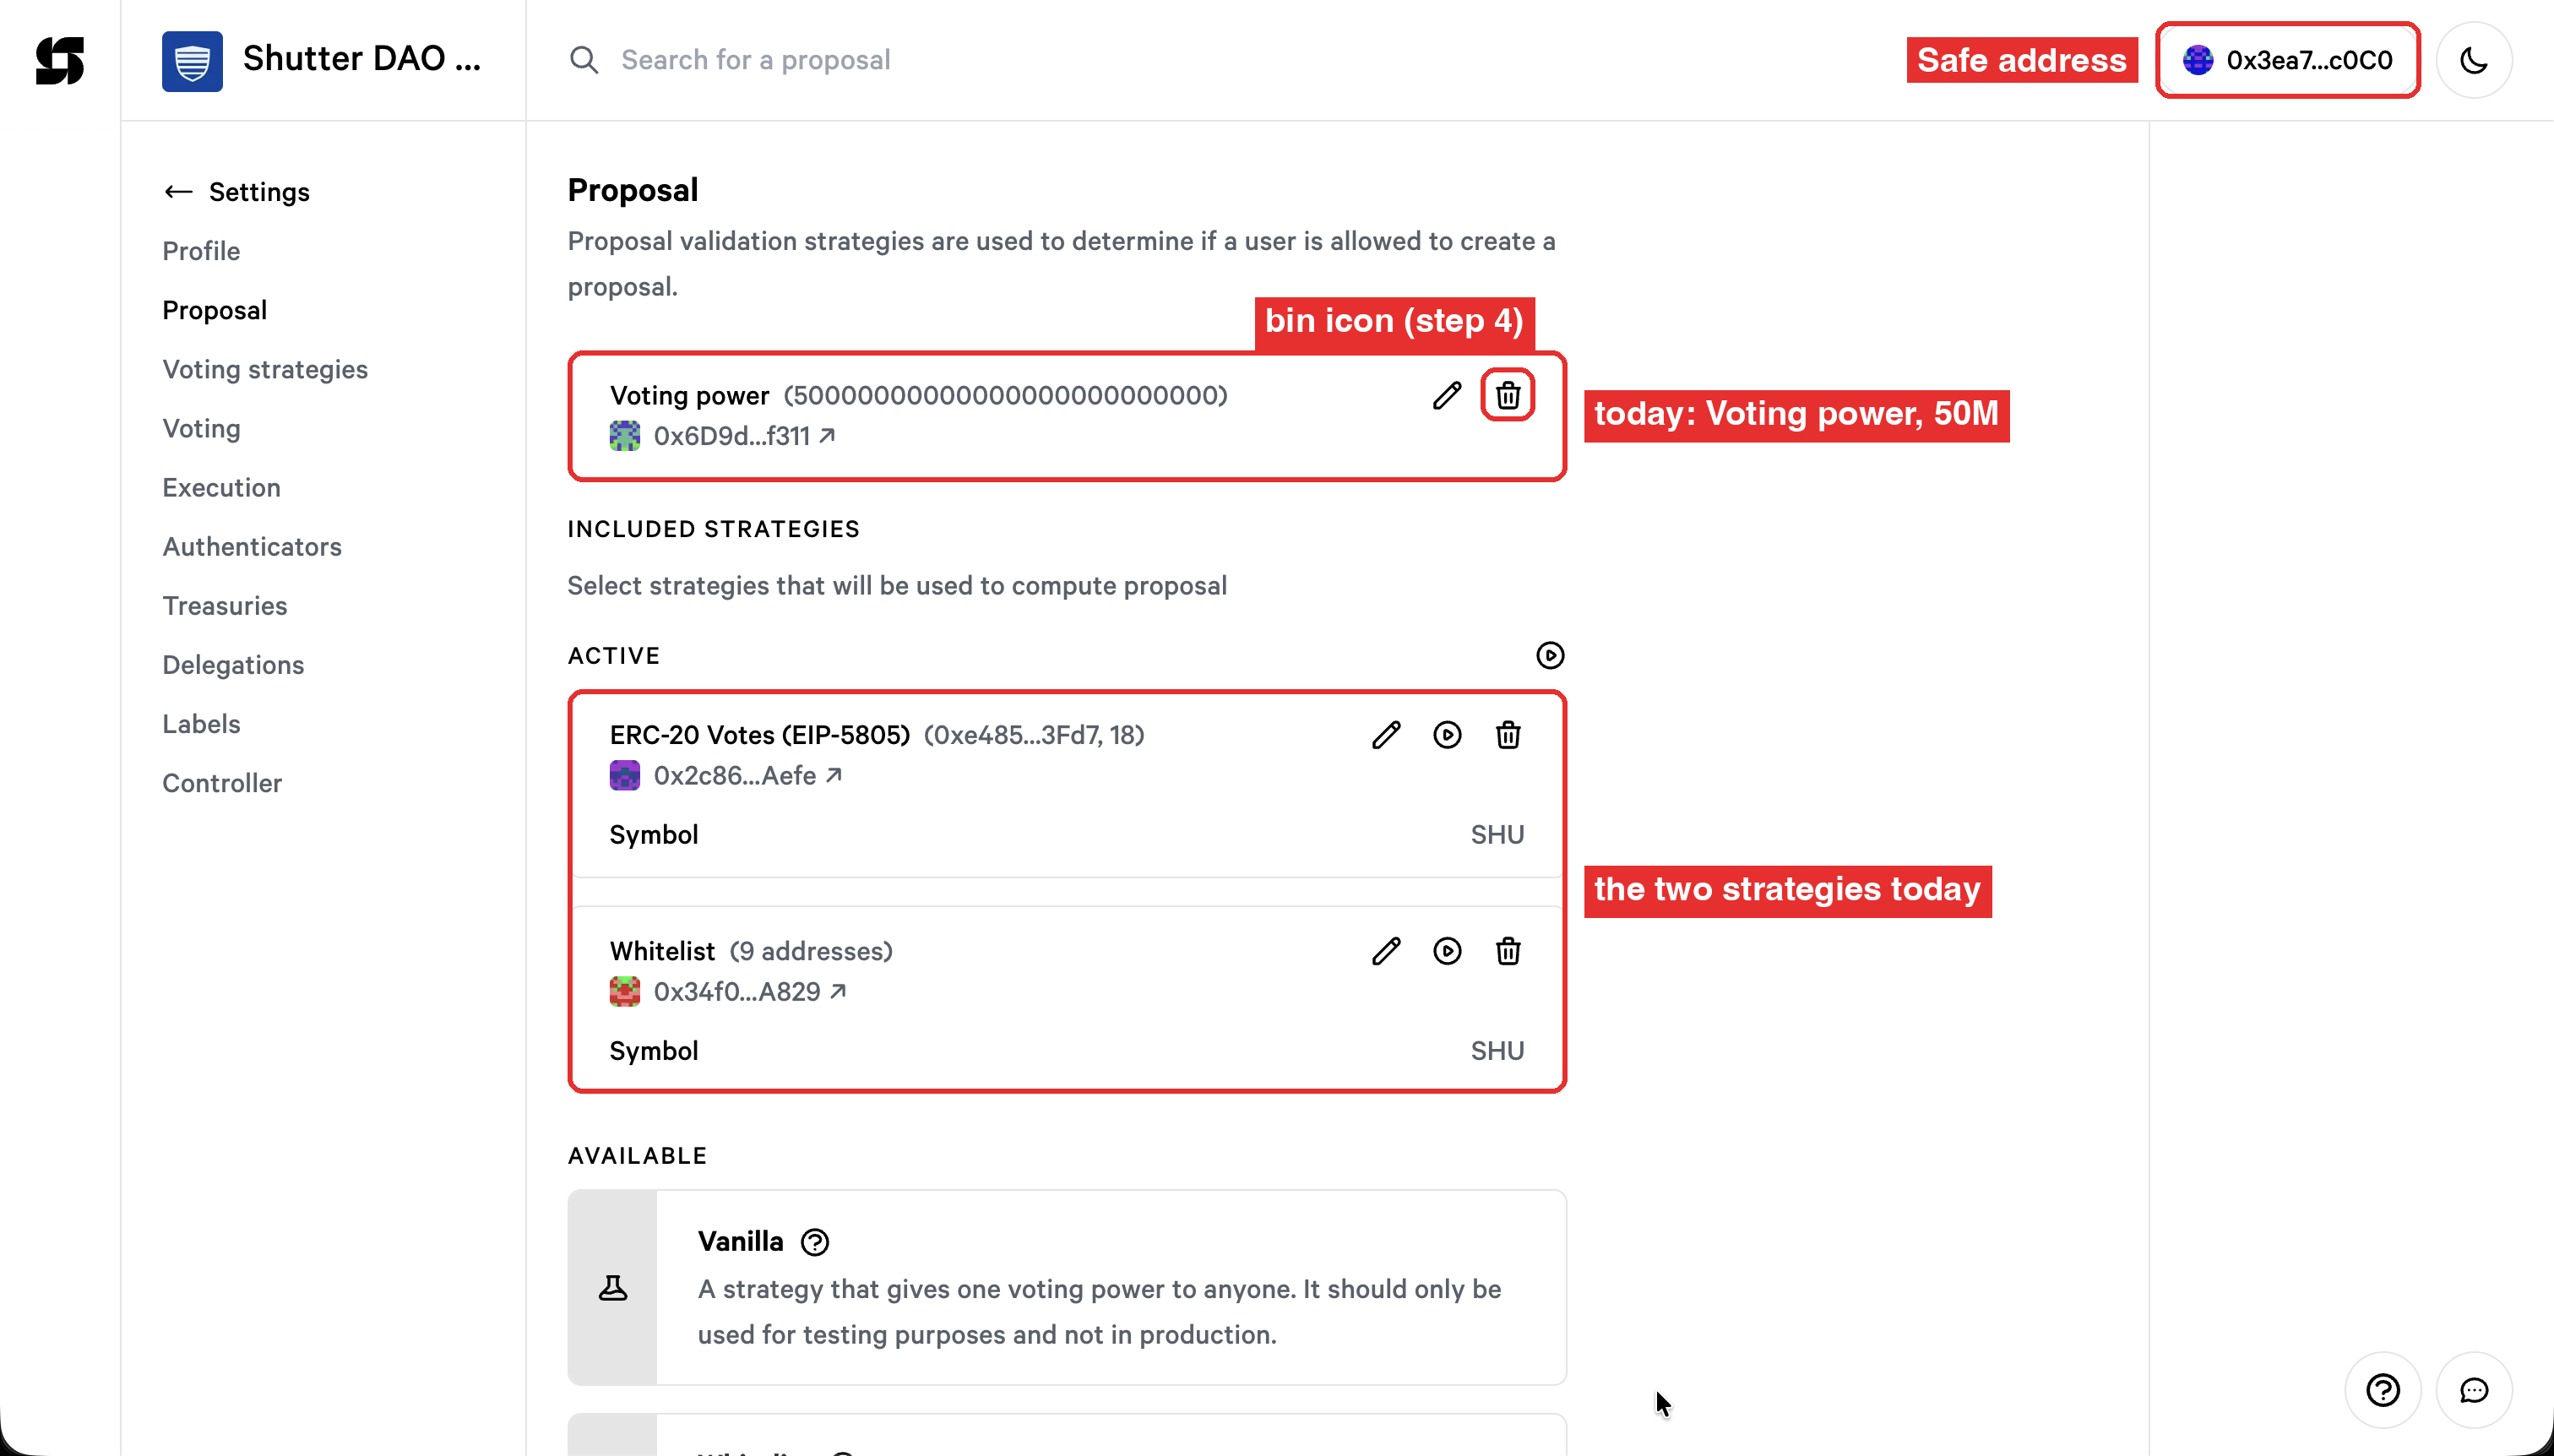 Shutter DAO ...
Search for a proposal
Safe address
0x3ea7...c0C0
Settings
Profile
Proposal
Voting strategies
Voting
Execution
Authenticators
Treasuries
Delegations
Labels
Controller
Proposal
Proposal validation strategies are used to determine if a user is allowed to create a
proposal.
bin icon (step 4)
Voting power (50000000000000000000000000)
0x6D9d...f311
today: Voting power, 50M
INCLUDED STRATEGIES
Select strategies that will be used to compute proposal
ACTIVE
ERC-20 Votes (EIP-5805) (0xe485...3Fd7, 18)
0x2c86...Aefe
Symbol SHU
the two strategies today
Whitelist (9 addresses)
0x34f0...A829
Symbol SHU
AVAILABLE
Vanilla
A strategy that gives one voting power to anyone. It should only be
used for testing purposes and not in production.